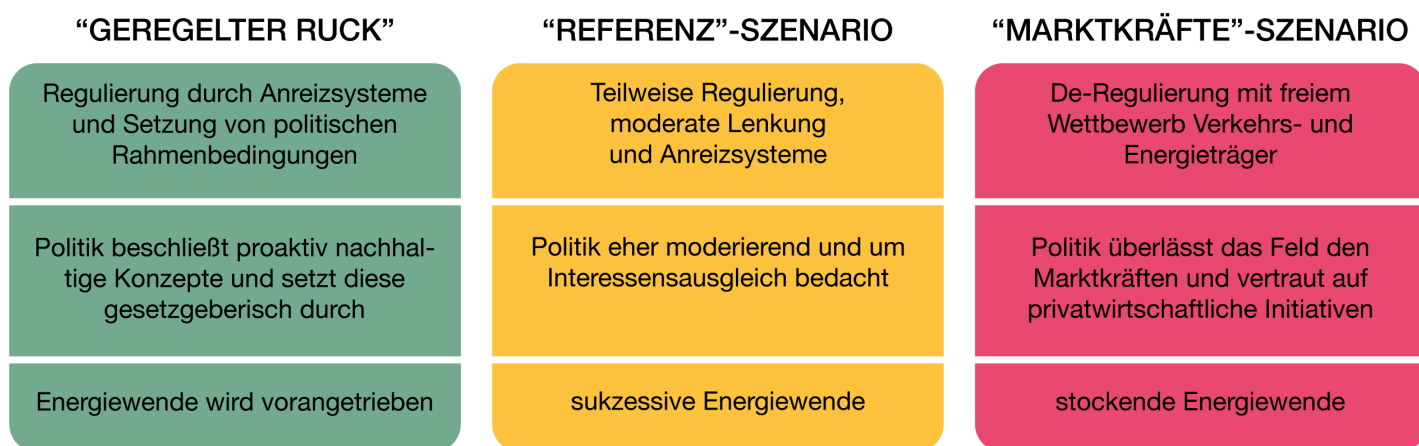 “GEREGELTER RUCK”
Regulierung durch Anreizsysteme
und Setzung von politischen
Rahmenbedingungen
Politik beschließt proaktiv nachhal-
tige Konzepte und setzt diese
gesetzgeberisch durch
Energiewende wird vorangetrieben
“REFERENZ”-SZENARIO
Teilweise Regulierung,
moderate Lenkung
und Anreizsysteme
Politik eher moderierend und um
Interessensausgleich bedacht
sukzessive Energiewende
“MARKTKRÄFTE”-SZENARIO
De-Regulierung mit freiem
Wettbewerb Verkehrs- und
Energieträger
Politik überlässt das Feld den
Marktkräften und vertraut auf
privatwirtschaftliche Initiativen
stockende Energiewende